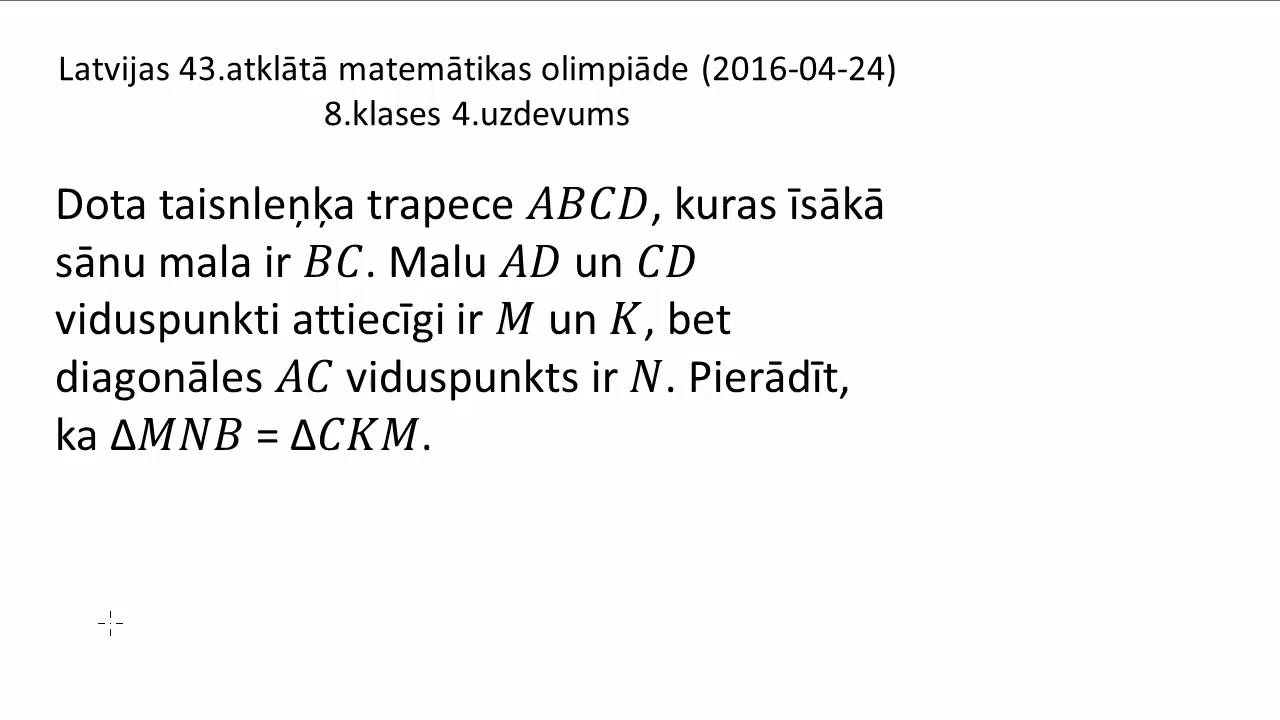 Latvijas 43.atklātā matemātikas olimpiāde (2016-04-24)
8.klases 4.uzdevums
Dota taisnleņķa trapece ABCD, kuras īsākā
sānu mala ir BC. Malu AD un CD
viduspunkti attiecīgi ir M un K, bet
diagonāles AC viduspunkts ir N. Pierādīt,
ka ΔMNB = ΔCKM.